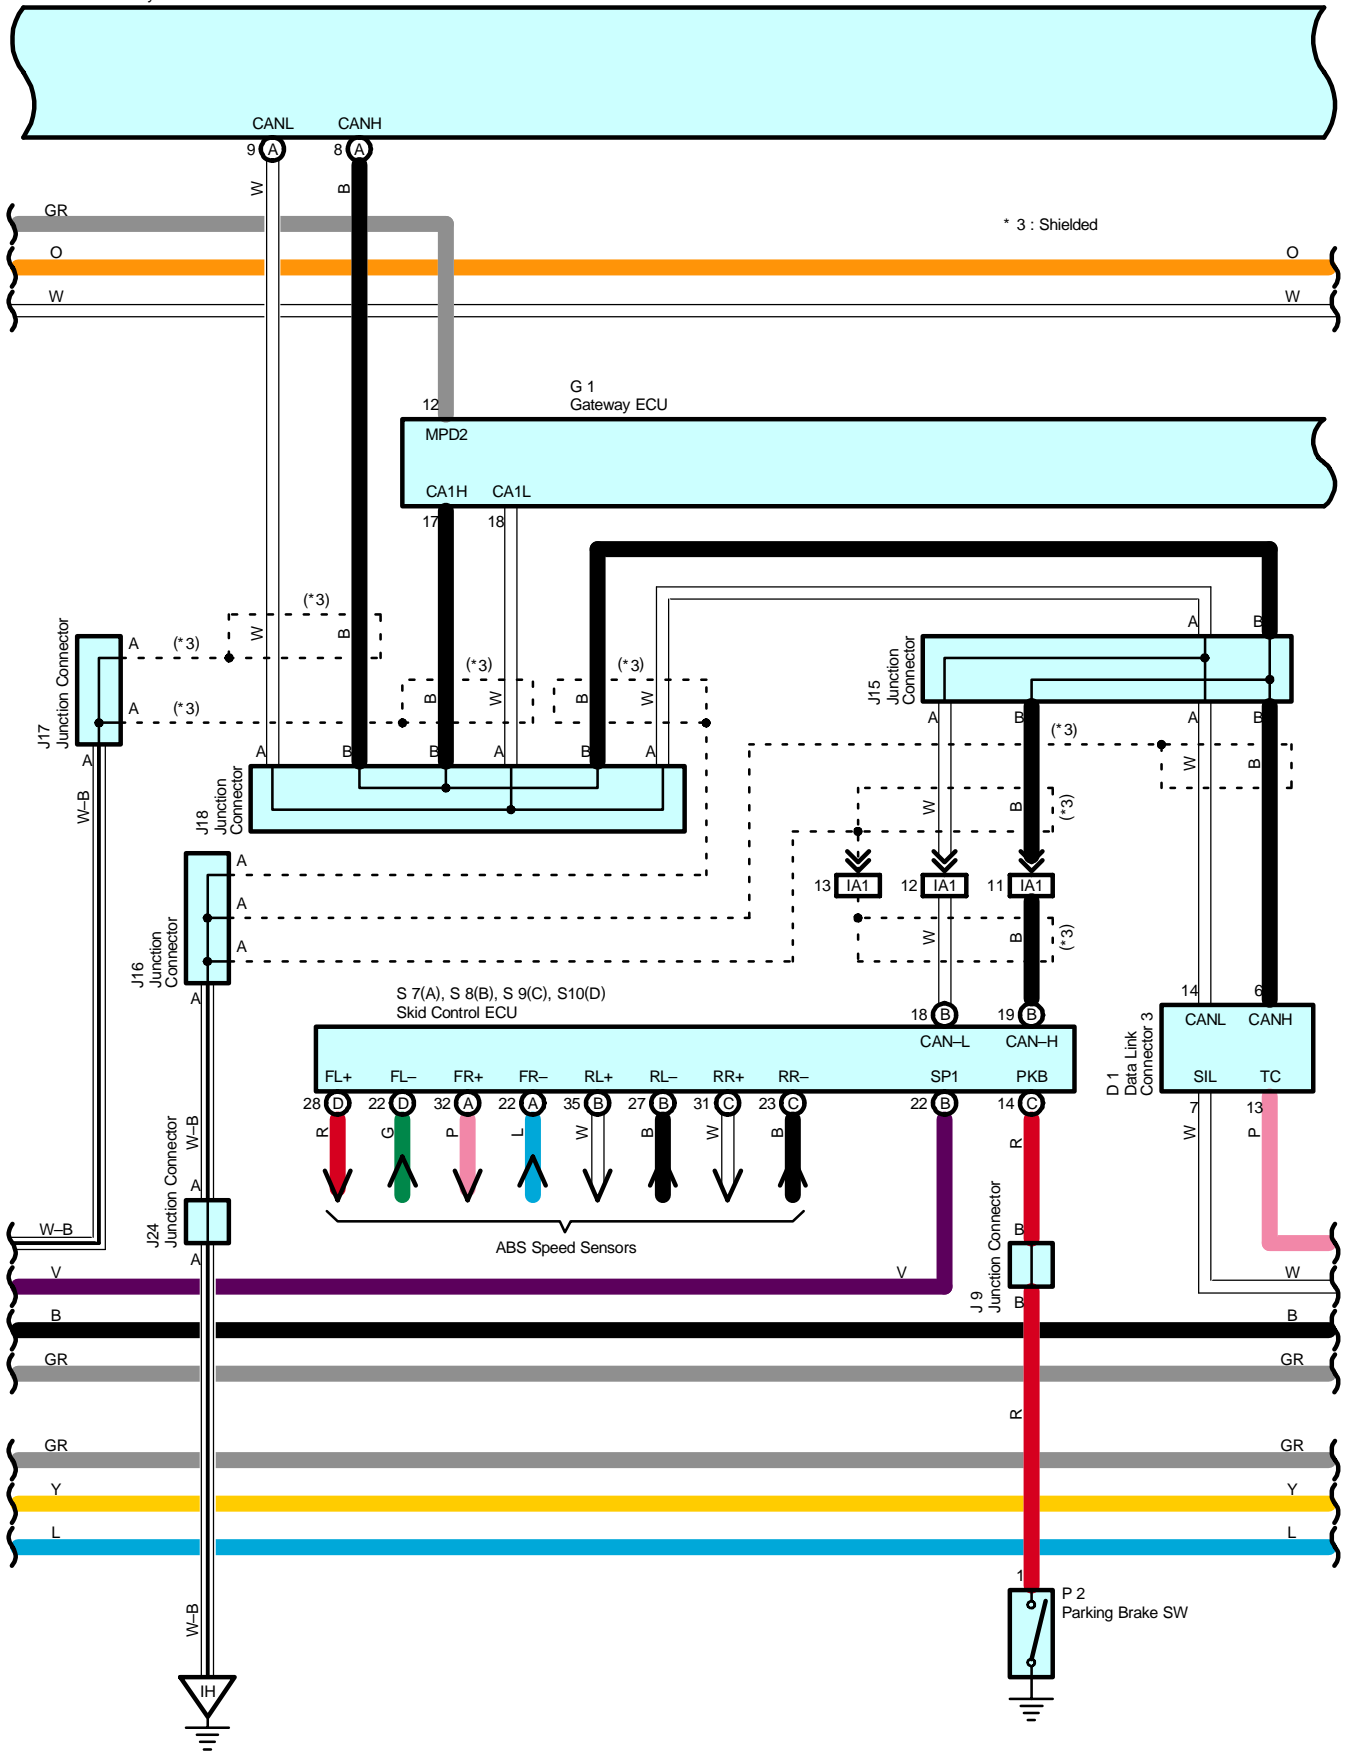 CANL CANH
9 A 8 A
W B
GR
* 3 : Shielded
O O
W W
G 1
Gateway ECU
12
MPD2
CA1H CA1L
17 18
(*3)
W B
A B
A (*3)
(*3) (*3)
B W B W
A (*3)
J17
Junction Connector
J15
Junction
Connector
A B A B
(*3)
W B
A B B A B A
A
W–B
J18
Junction
Connector
W B (*3)
A
A
A
J16
Junction
Connector
13 IA1 12 IA1 11 IA1
W B (*3)
A
S 7(A), S 8(B), S 9(C), S10(D)
Skid Control ECU
18 B 19 B
CAN–L CAN–H
14 6
CANL CANH
SIL TC
D 1
Data Link
Connector 3
FL+ FL– FR+ FR– RL+ RL– RR+ RR– SP1 PKB
28 D 22 D 32 A 22 A 35 B 27 B 31 C 23 C 22 B 14 C
7 13
R G P L W B W B R W P
W–B
A
J24
Junction Connector
A
ABS Speed Sensors
W–B
B
J 9
Junction Connector
B
V V W
B B
GR GR
R
GR GR
Y Y
L L
1
P 2
Parking Brake SW
W–B
IH